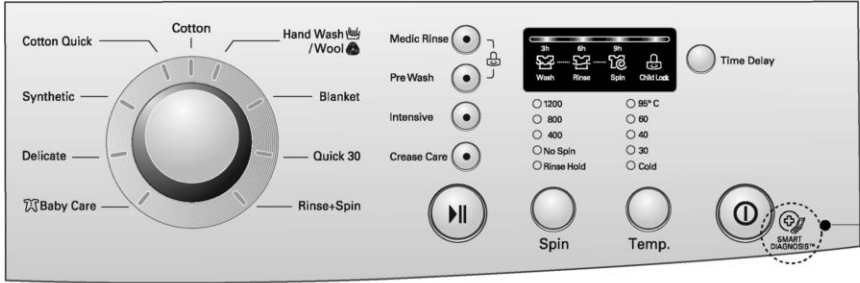 Cotton Quick
Cotton
Hand Wash
/Wool
Synthetic
Blanket
Delicate
Quick 30
Baby Care
Rinse+Spin
Medic Rinse
Pre Wash
Intensive
Crease Care
3h 6h 9h
Wash Rinse Spin Child Lock
Time Delay
1200
800
400
No Spin
Rinse Hold
95° C
60
40
30
Cold
Spin
Temp.
SMART
DIAGNOSIS™